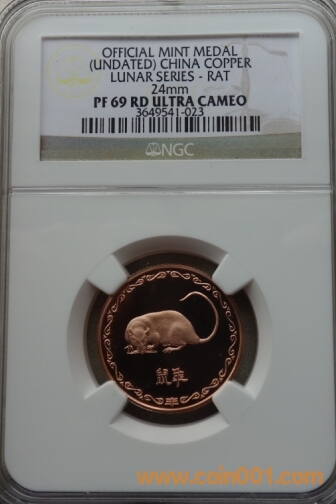 OFFICIAL MINT MEDAL
(UNDATED) CHINA COPPER
LUNAR SERIES - RAT
24mm
PF 69 RD ULTRA CAMEO
3649541-023
NGC
www.coin001.com